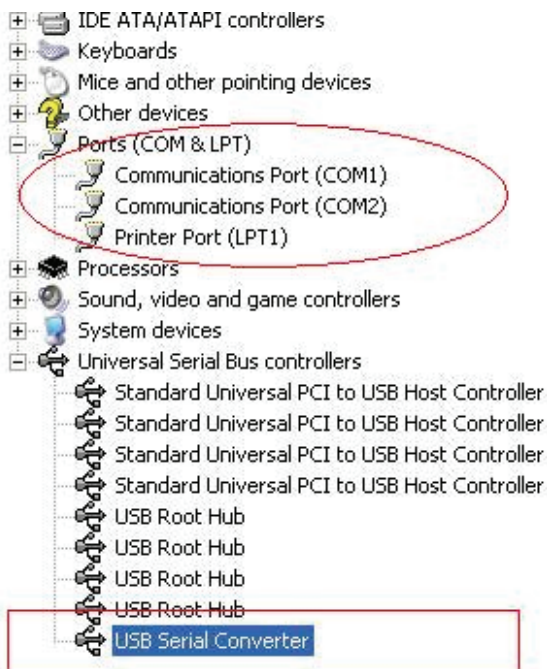 IDE ATA/ATAPI controllers
Keyboards
Mice and other pointing devices
Other devices
Ports (COM & LPT)
Communications Port (COM1)
Communications Port (COM2)
Printer Port (LPT1)
Processors
Sound, video and game controllers
System devices
Universal Serial Bus controllers
Standard Universal PCI to USB Host Controller
Standard Universal PCI to USB Host Controller
Standard Universal PCI to USB Host Controller
Standard Universal PCI to USB Host Controller
USB Root Hub
USB Root Hub
USB Root Hub
USB Root Hub
USB Serial Converter